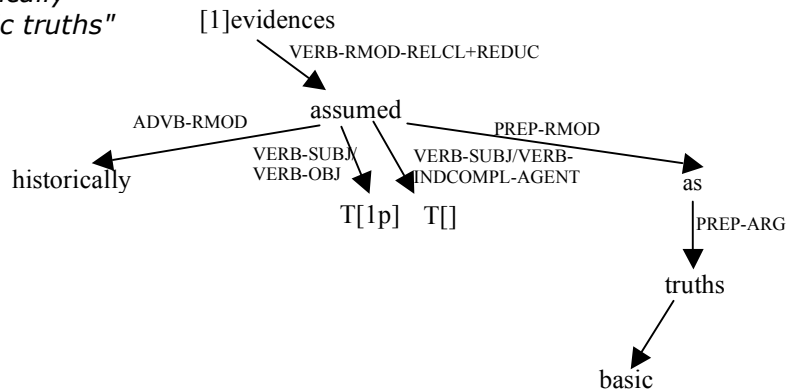 [1]evidences
c truths"
VERB-RMOD-RELCL+REDUC
assumed
ADVB-RMOD
PREP-RMOD
VERB-SUBJ/
VERB-OBJ
VERB-SUBJ/VERB-
INDCOMPL-AGENT
historically
as
T[1p]
T[]
PREP-ARG
truths
basic